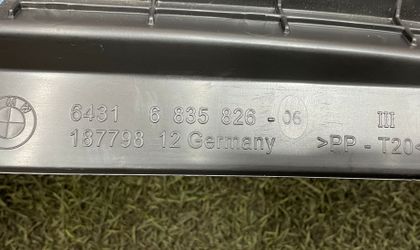 6431 6 835 826-06 III
187798 12 Germany >PP-T20<